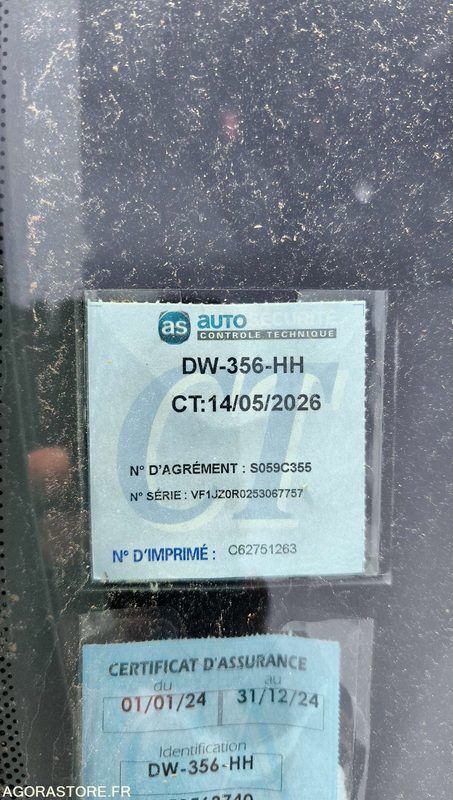 as AUTO SECURITE
CONTROLE TECHNIQUE
DW-356-HH
CT:14/05/2026
N° D'AGRÉMENT : S059C355
N° SÉRIE : VF1JZ0R0253067757
N° D'IMPRIMÉ : C62751263
CERTIFICAT D'ASSURANCE
du au
01/01/24 31/12/24
Identification
DW-356-HH
AGORASTORE.FR